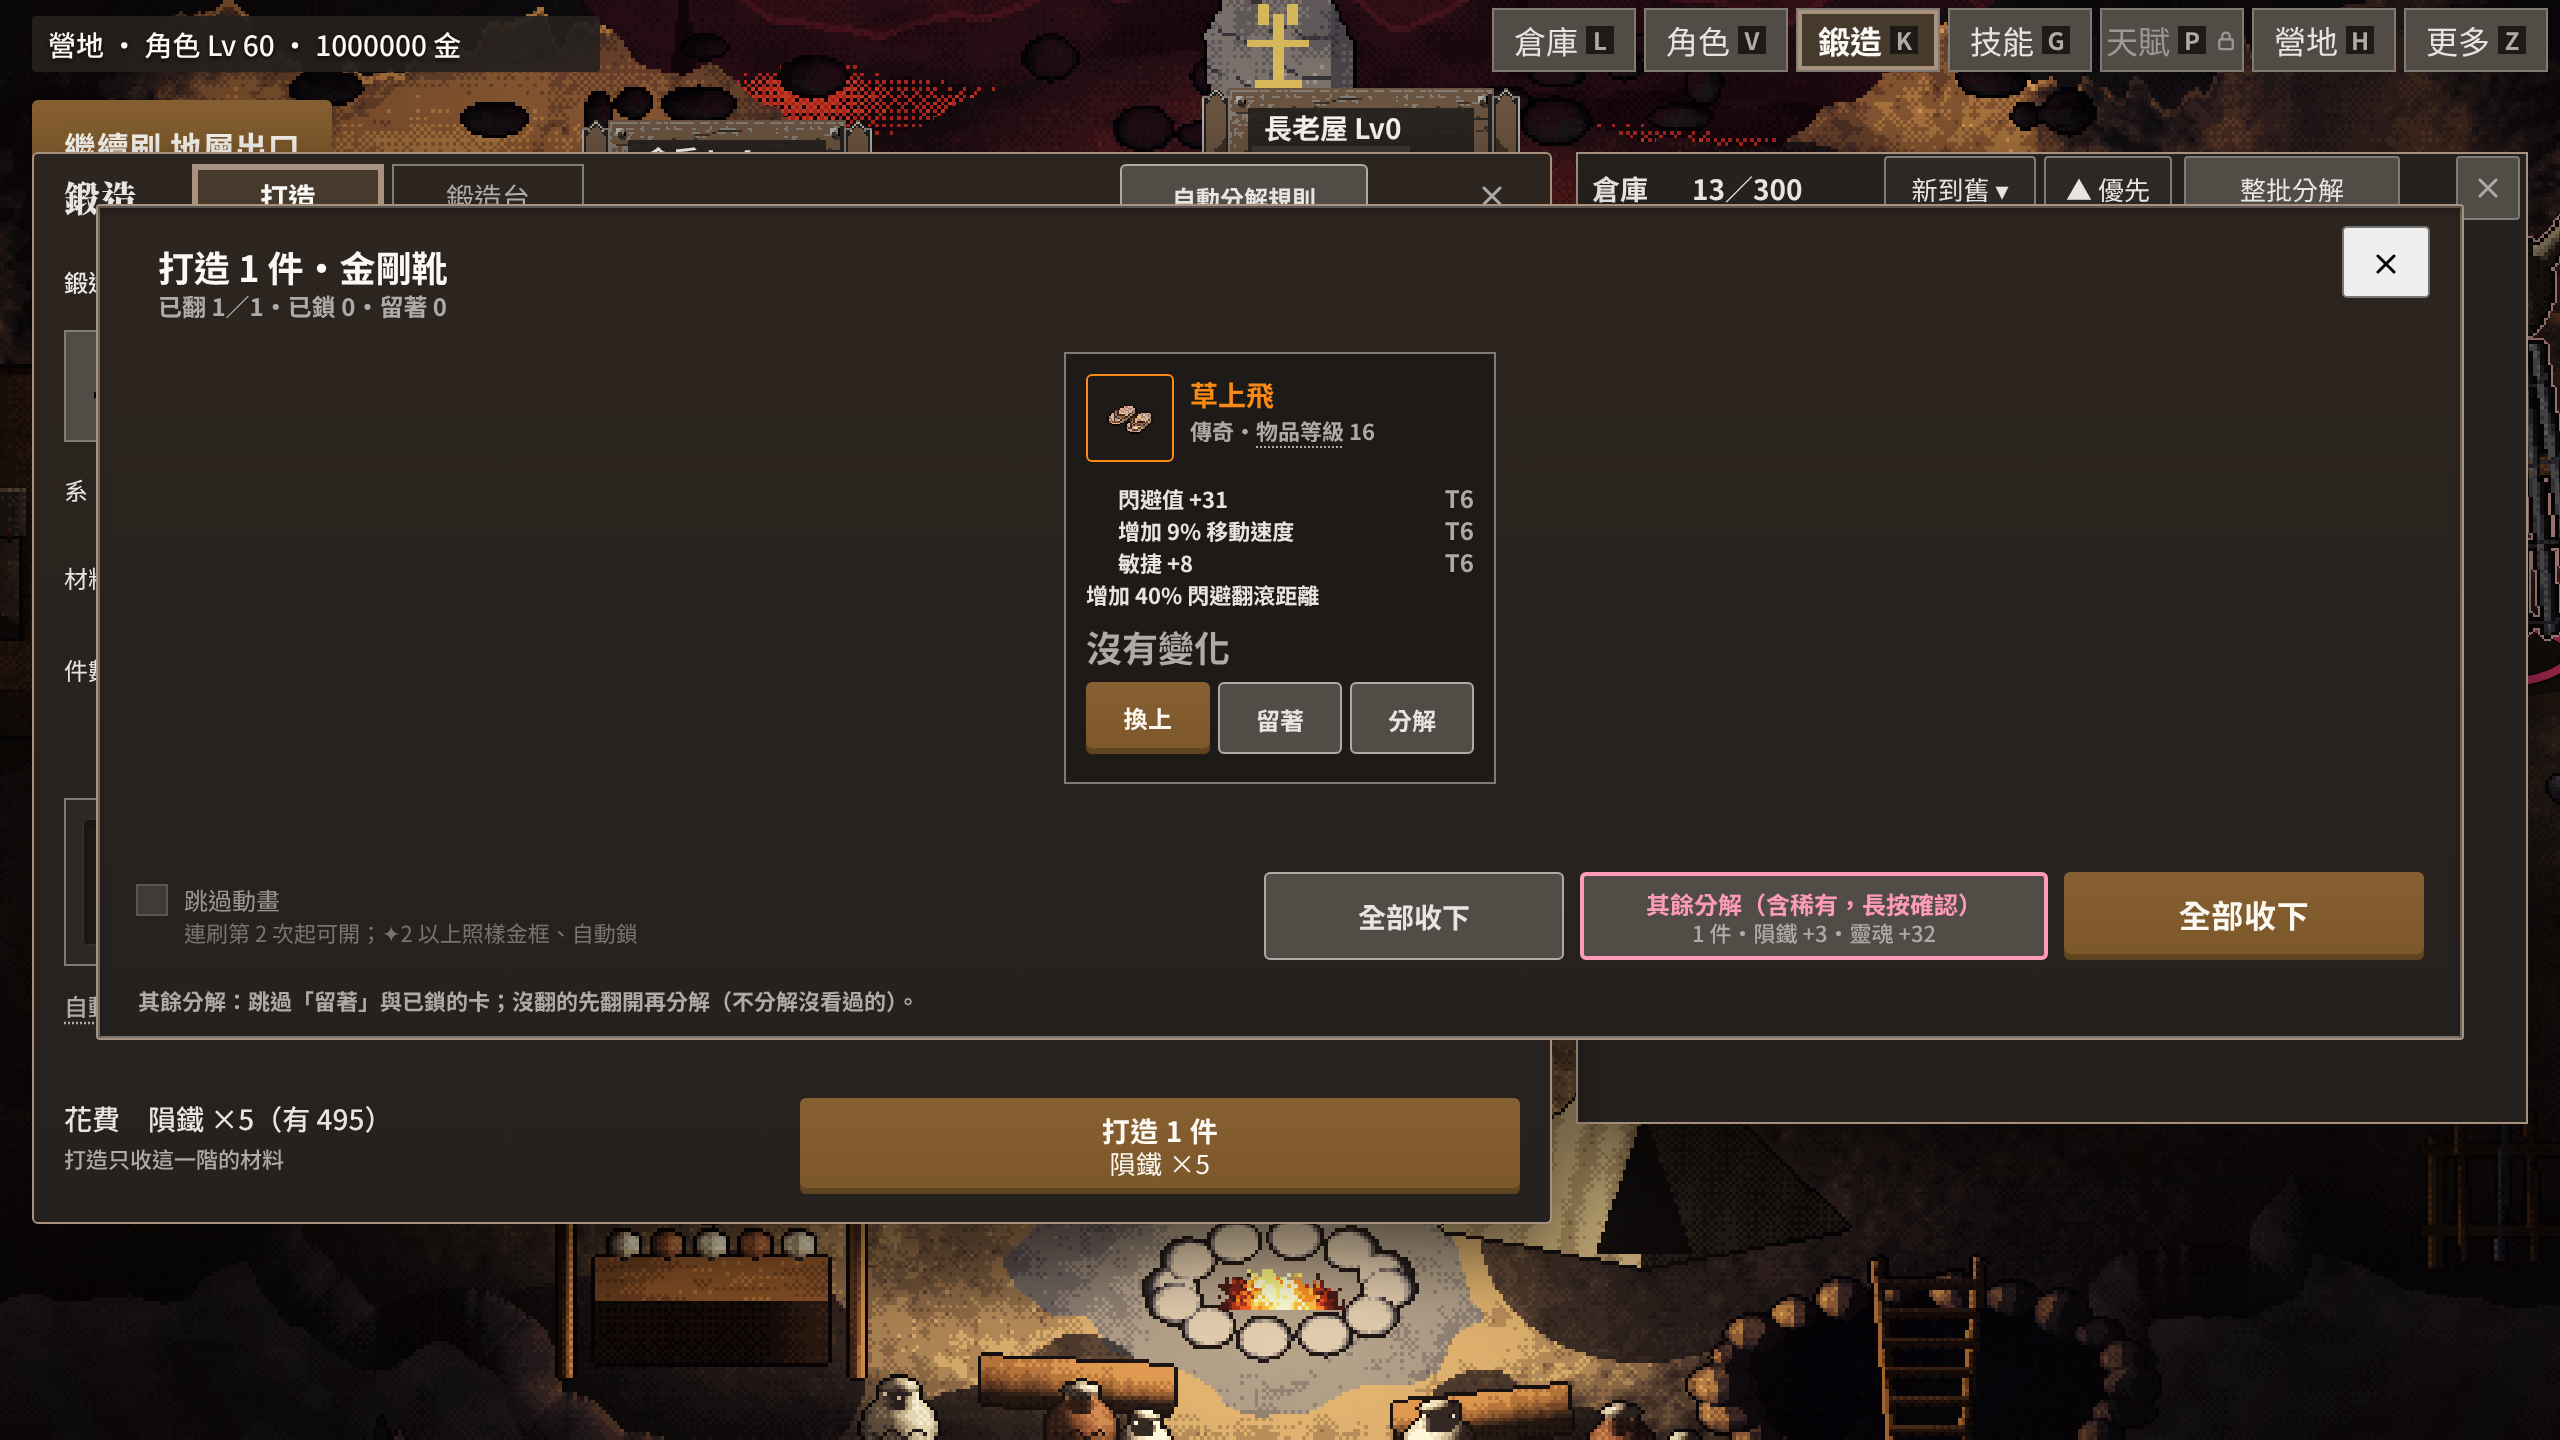 營地 • 角色 Lv 60 • 1000000 金
倉庫 L
角色 V
鍛造 K
技能 G
天賦 P
營地 H
更多 Z
繼續刷 地層出口
長老屋 Lv0
鍛造
打造
鍛造台
自動分解規則
倉庫 13／300
新到舊 ▾
▲ 優先
整批分解
打造 1 件・金剛靴
已翻 1／1・已鎖 0・留著 0
系
草上飛
傳奇・物品等級 16
閃避值 +31 T6
增加 9% 移動速度 T6
敏捷 +8 T6
增加 40% 閃避翻滾距離
沒有變化
換上
留著
分解
跳過動畫
連刷第 2 次起可開；✦2 以上照樣金框、自動鎖
全部收下
其餘分解（含稀有，長按確認）
1 件・隕鐵 +3・靈魂 +32
全部收下
其餘分解：跳過「留著」與已鎖的卡；沒翻的先翻開再分解（不分解沒看過的）。
花費 隕鐵 ×5（有 495）
打造只收這一階的材料
打造 1 件
隕鐵 ×5